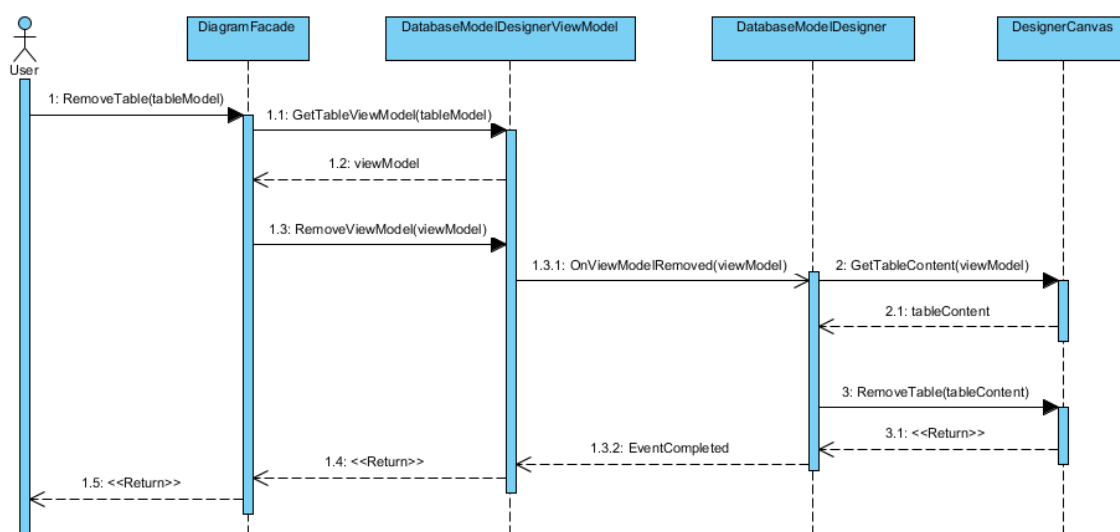 DiagramFacade
DatabaseModelDesignerViewModel
DatabaseModelDesigner
DesignerCanvas
User
1: RemoveTable(tableModel)
1.1: GetTableViewModel(tableModel)
1.2: viewModel
1.3: RemoveViewModel(viewModel)
1.3.1: OnViewModelRemoved(viewModel)
2: GetTableContent(viewModel)
2.1: tableContent
3: RemoveTable(tableContent)
3.1: <<Return>>
1.3.2: EventCompleted
1.4: <<Return>>
1.5: <<Return>>